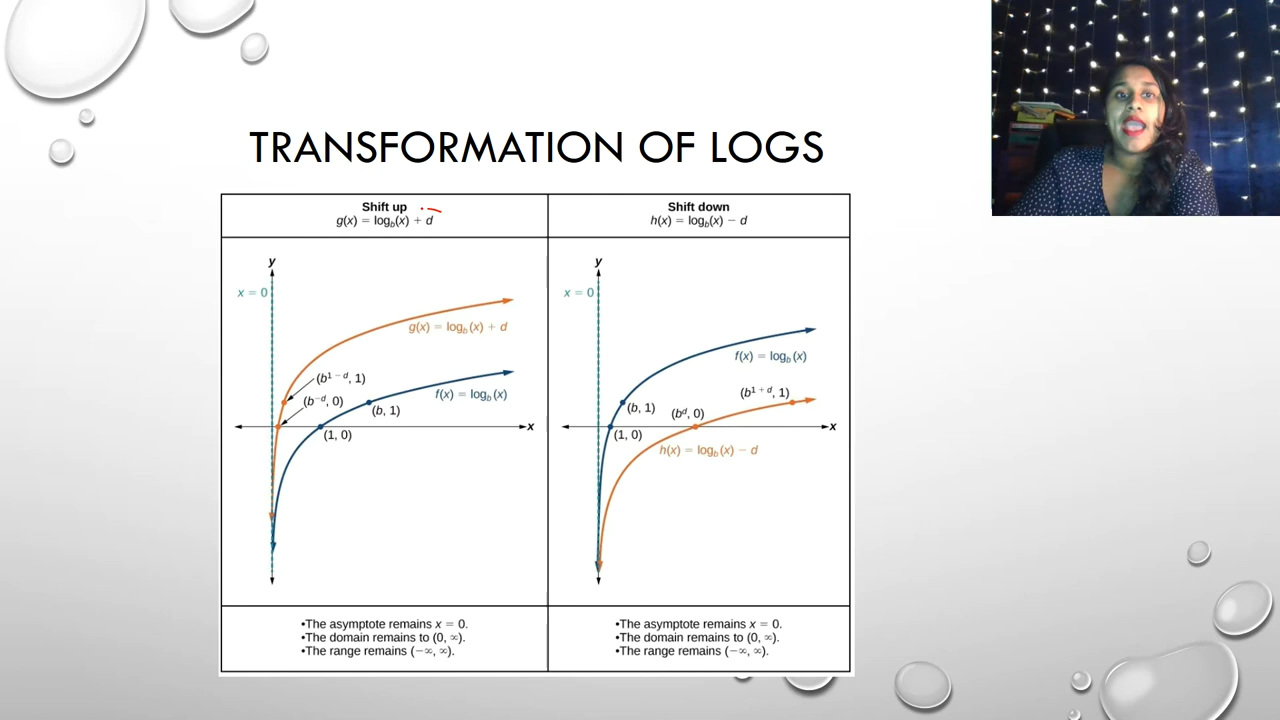 TRANSFORMATION OF LOGS
Shift up
g(x) = log_b(x) + d
Shift down
h(x) = log_b(x) − d
y
x = 0
g(x) = log_b(x) + d
(b^{1 − d}, 1)
(b^{−d}, 0)
f(x) = log_b(x)
(b, 1)
x
(1, 0)
y
x = 0
f(x) = log_b(x)
(b^{1 + d}, 1)
(b, 1)
(b^d, 0)
x
(1, 0)
h(x) = log_b(x) − d
•The asymptote remains x = 0.
•The domain remains to (0, ∞).
•The range remains (−∞, ∞).
•The asymptote remains x = 0.
•The domain remains to (0, ∞).
•The range remains (−∞, ∞).